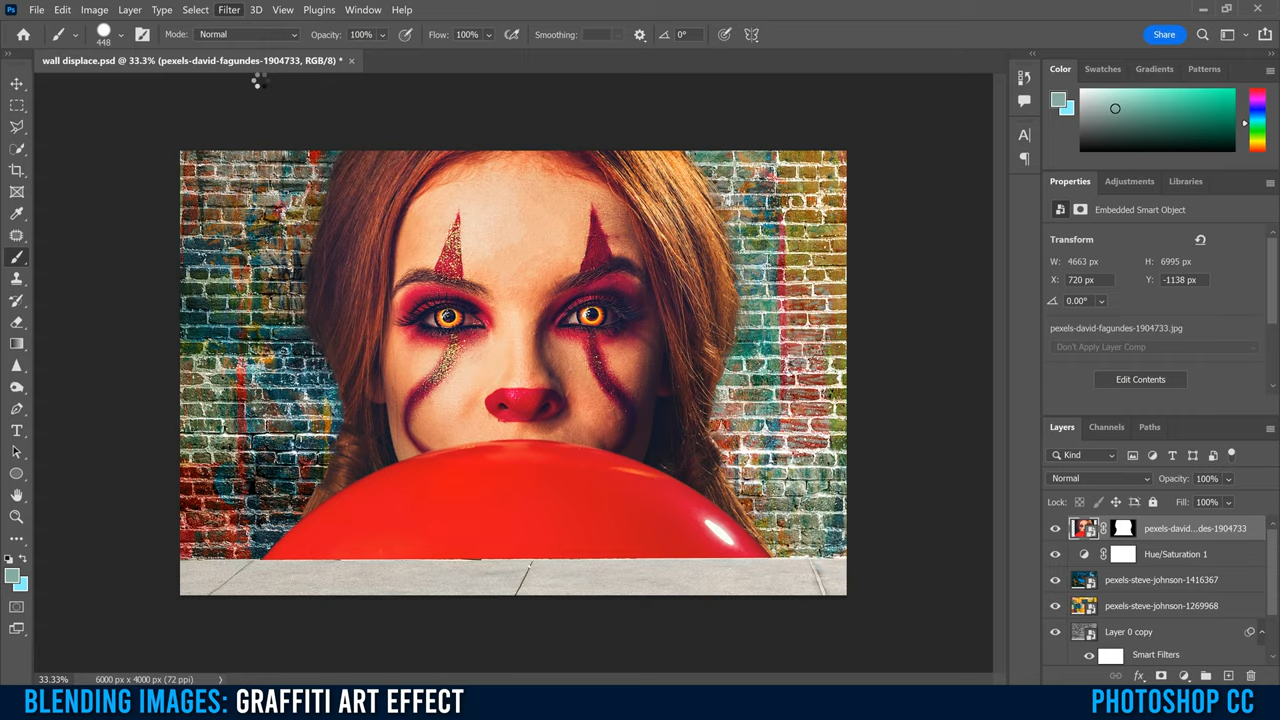 Ps File Edit Image Layer Type Select Filter 3D View Plugins Window Help
448 Mode: Normal Opacity: 100% Flow: 100% Smoothing: 0° Share
wall displace.psd @ 33.3% (pexels-david-fagundes-1904733, RGB/8) * ×
Color Swatches Gradients Patterns
Properties Adjustments Libraries
Embedded Smart Object
Transform
W: 4663 px H: 6995 px
X: 720 px Y: -1138 px
0.00°
pexels-david-fagundes-1904733.jpg
Don't Apply Layer Comp
Edit Contents
Layers Channels Paths
Kind
Normal Opacity: 100%
Lock: Fill: 100%
pexels-david...des-1904733
Hue/Saturation 1
pexels-steve-johnson-1416367
pexels-steve-johnson-1269968
Layer 0 copy
Smart Filters
33.33% 6000 px x 4000 px (72 ppi)
BLENDING IMAGES: GRAFFITI ART EFFECT
PHOTOSHOP CC